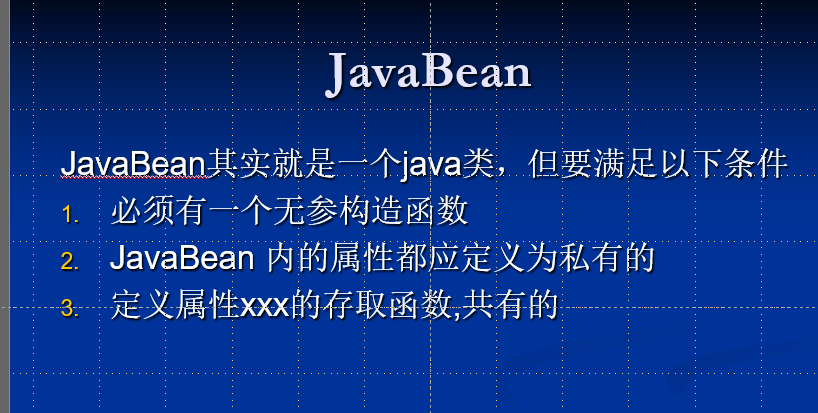 JavaBean
JavaBean其实就是一个java类，但要满足以下条件
1. 必须有一个无参构造函数
2. JavaBean 内的属性都应定义为私有的
3. 定义属性xxx的存取函数,共有的